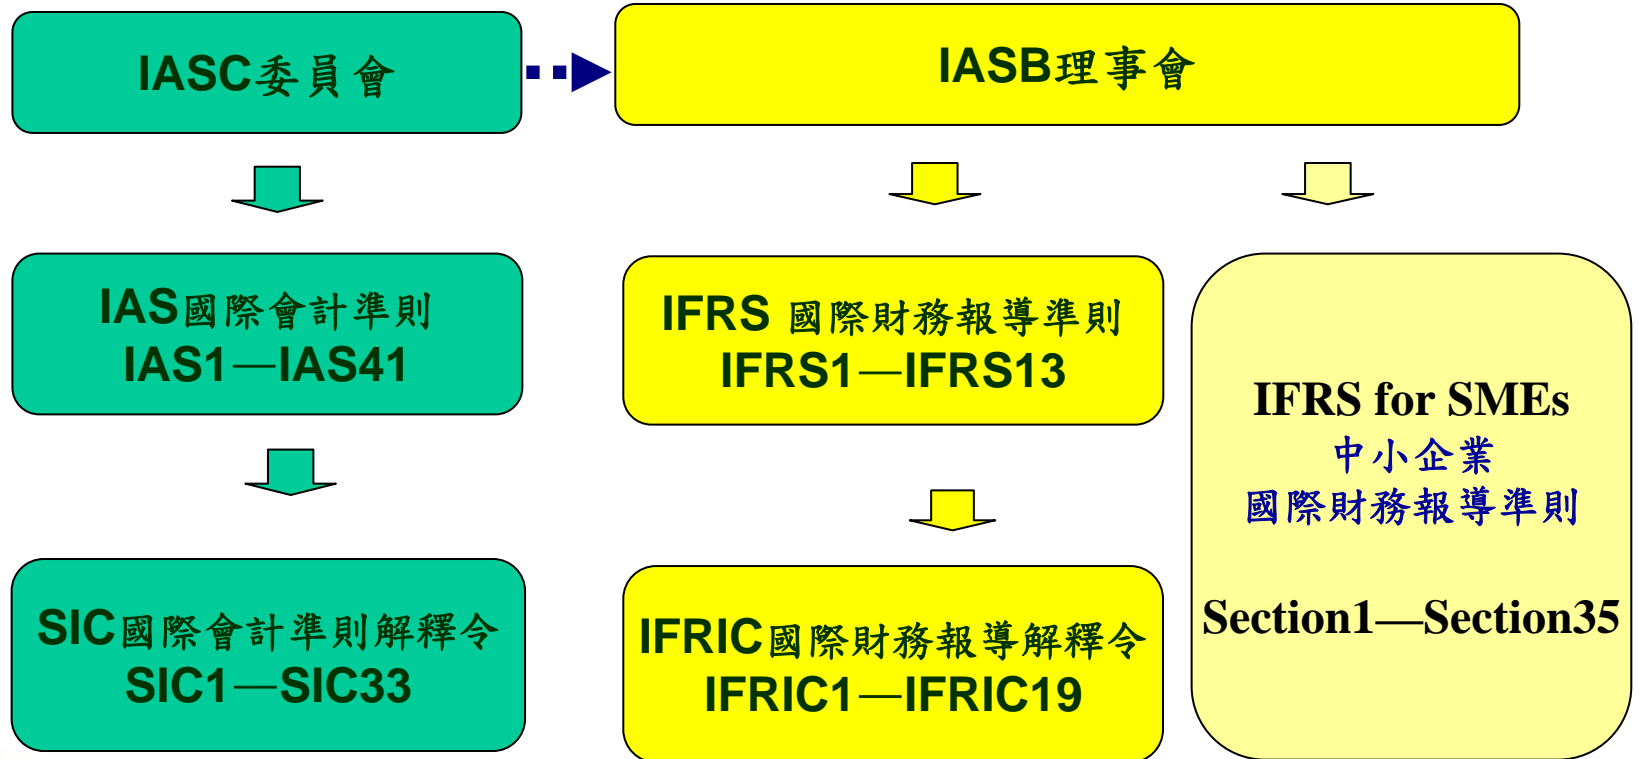 IASC委員會
IASB理事會
IAS國際會計準則
IAS1—IAS41
IFRS 國際財務報導準則
IFRS1—IFRS13
IFRS for SMEs
中小企業
國際財務報導準則
Section1—Section35
SIC國際會計準則解釋令
SIC1—SIC33
IFRIC國際財務報導解釋令
IFRIC1—IFRIC19